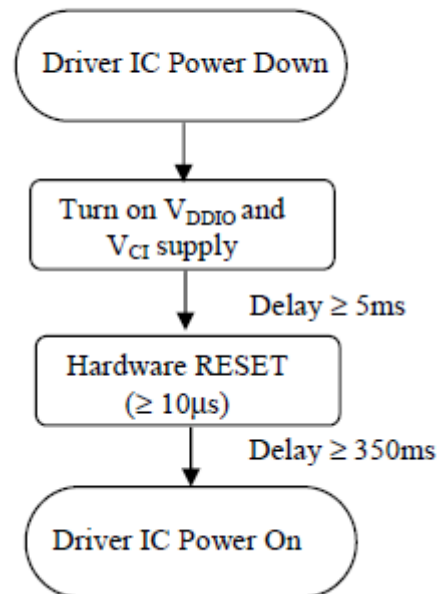 Driver IC Power Down
Turn on VDDIO and
VCI supply
Delay ≥ 5ms
Hardware RESET
(≥ 10μs)
Delay ≥ 350ms
Driver IC Power On